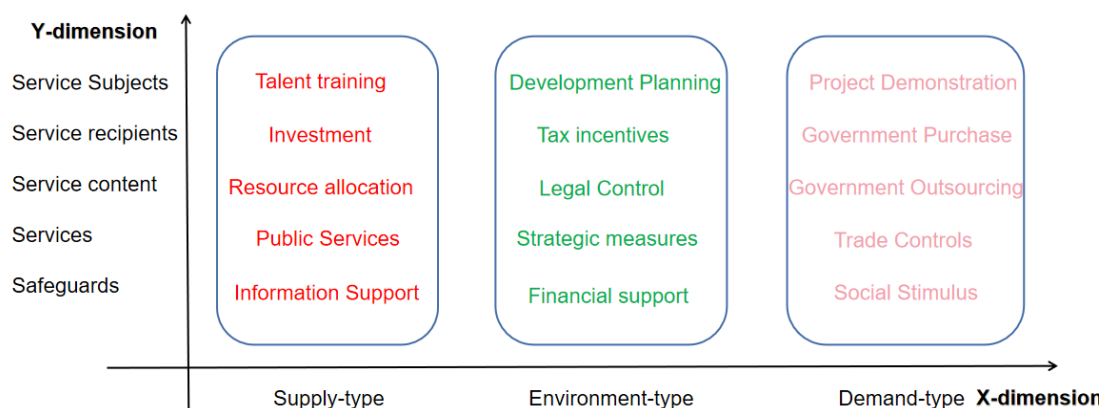 Y-dimension
Service Subjects Talent training Development Planning Project Demonstration
Service recipients Investment Tax incentives Government Purchase
Service content Resource allocation Legal Control Government Outsourcing
Services Public Services Strategic measures Trade Controls
Safeguards Information Support Financial support Social Stimulus
Supply-type Environment-type Demand-type X-dimension